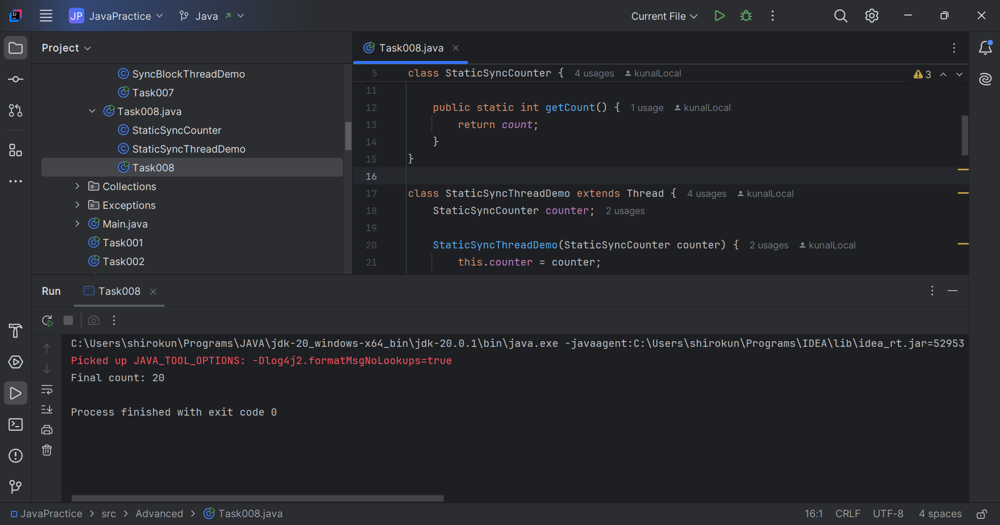 JP JavaPractice Java Current File
Project
SyncBlockThreadDemo
Task007
Task008.java
StaticSyncCounter
StaticSyncThreadDemo
Task008
Collections
Exceptions
Main.java
Task001
Task002
Task008.java
5 class StaticSyncCounter { 4 usages kunalLocal
3
11
12 public static int getCount() { 1 usage kunalLocal
13 return count;
14 }
15 }
16
17 class StaticSyncThreadDemo extends Thread { 4 usages kunalLocal
18 StaticSyncCounter counter; 2 usages
19
20 StaticSyncThreadDemo(StaticSyncCounter counter) { 2 usages kunalLocal
21 this.counter = counter;
Run Task008
C:\Users\shirokun\Programs\JAVA\jdk-20_windows-x64_bin\jdk-20.0.1\bin\java.exe -javaagent:C:\Users\shirokun\Programs\IDEA\lib\idea_rt.jar=52953
Picked up JAVA_TOOL_OPTIONS: -Dlog4j2.formatMsgNoLookups=true
Final count: 20
Process finished with exit code 0
JavaPractice > src > Advanced > Task008.java
16:1 CRLF UTF-8 4 spaces